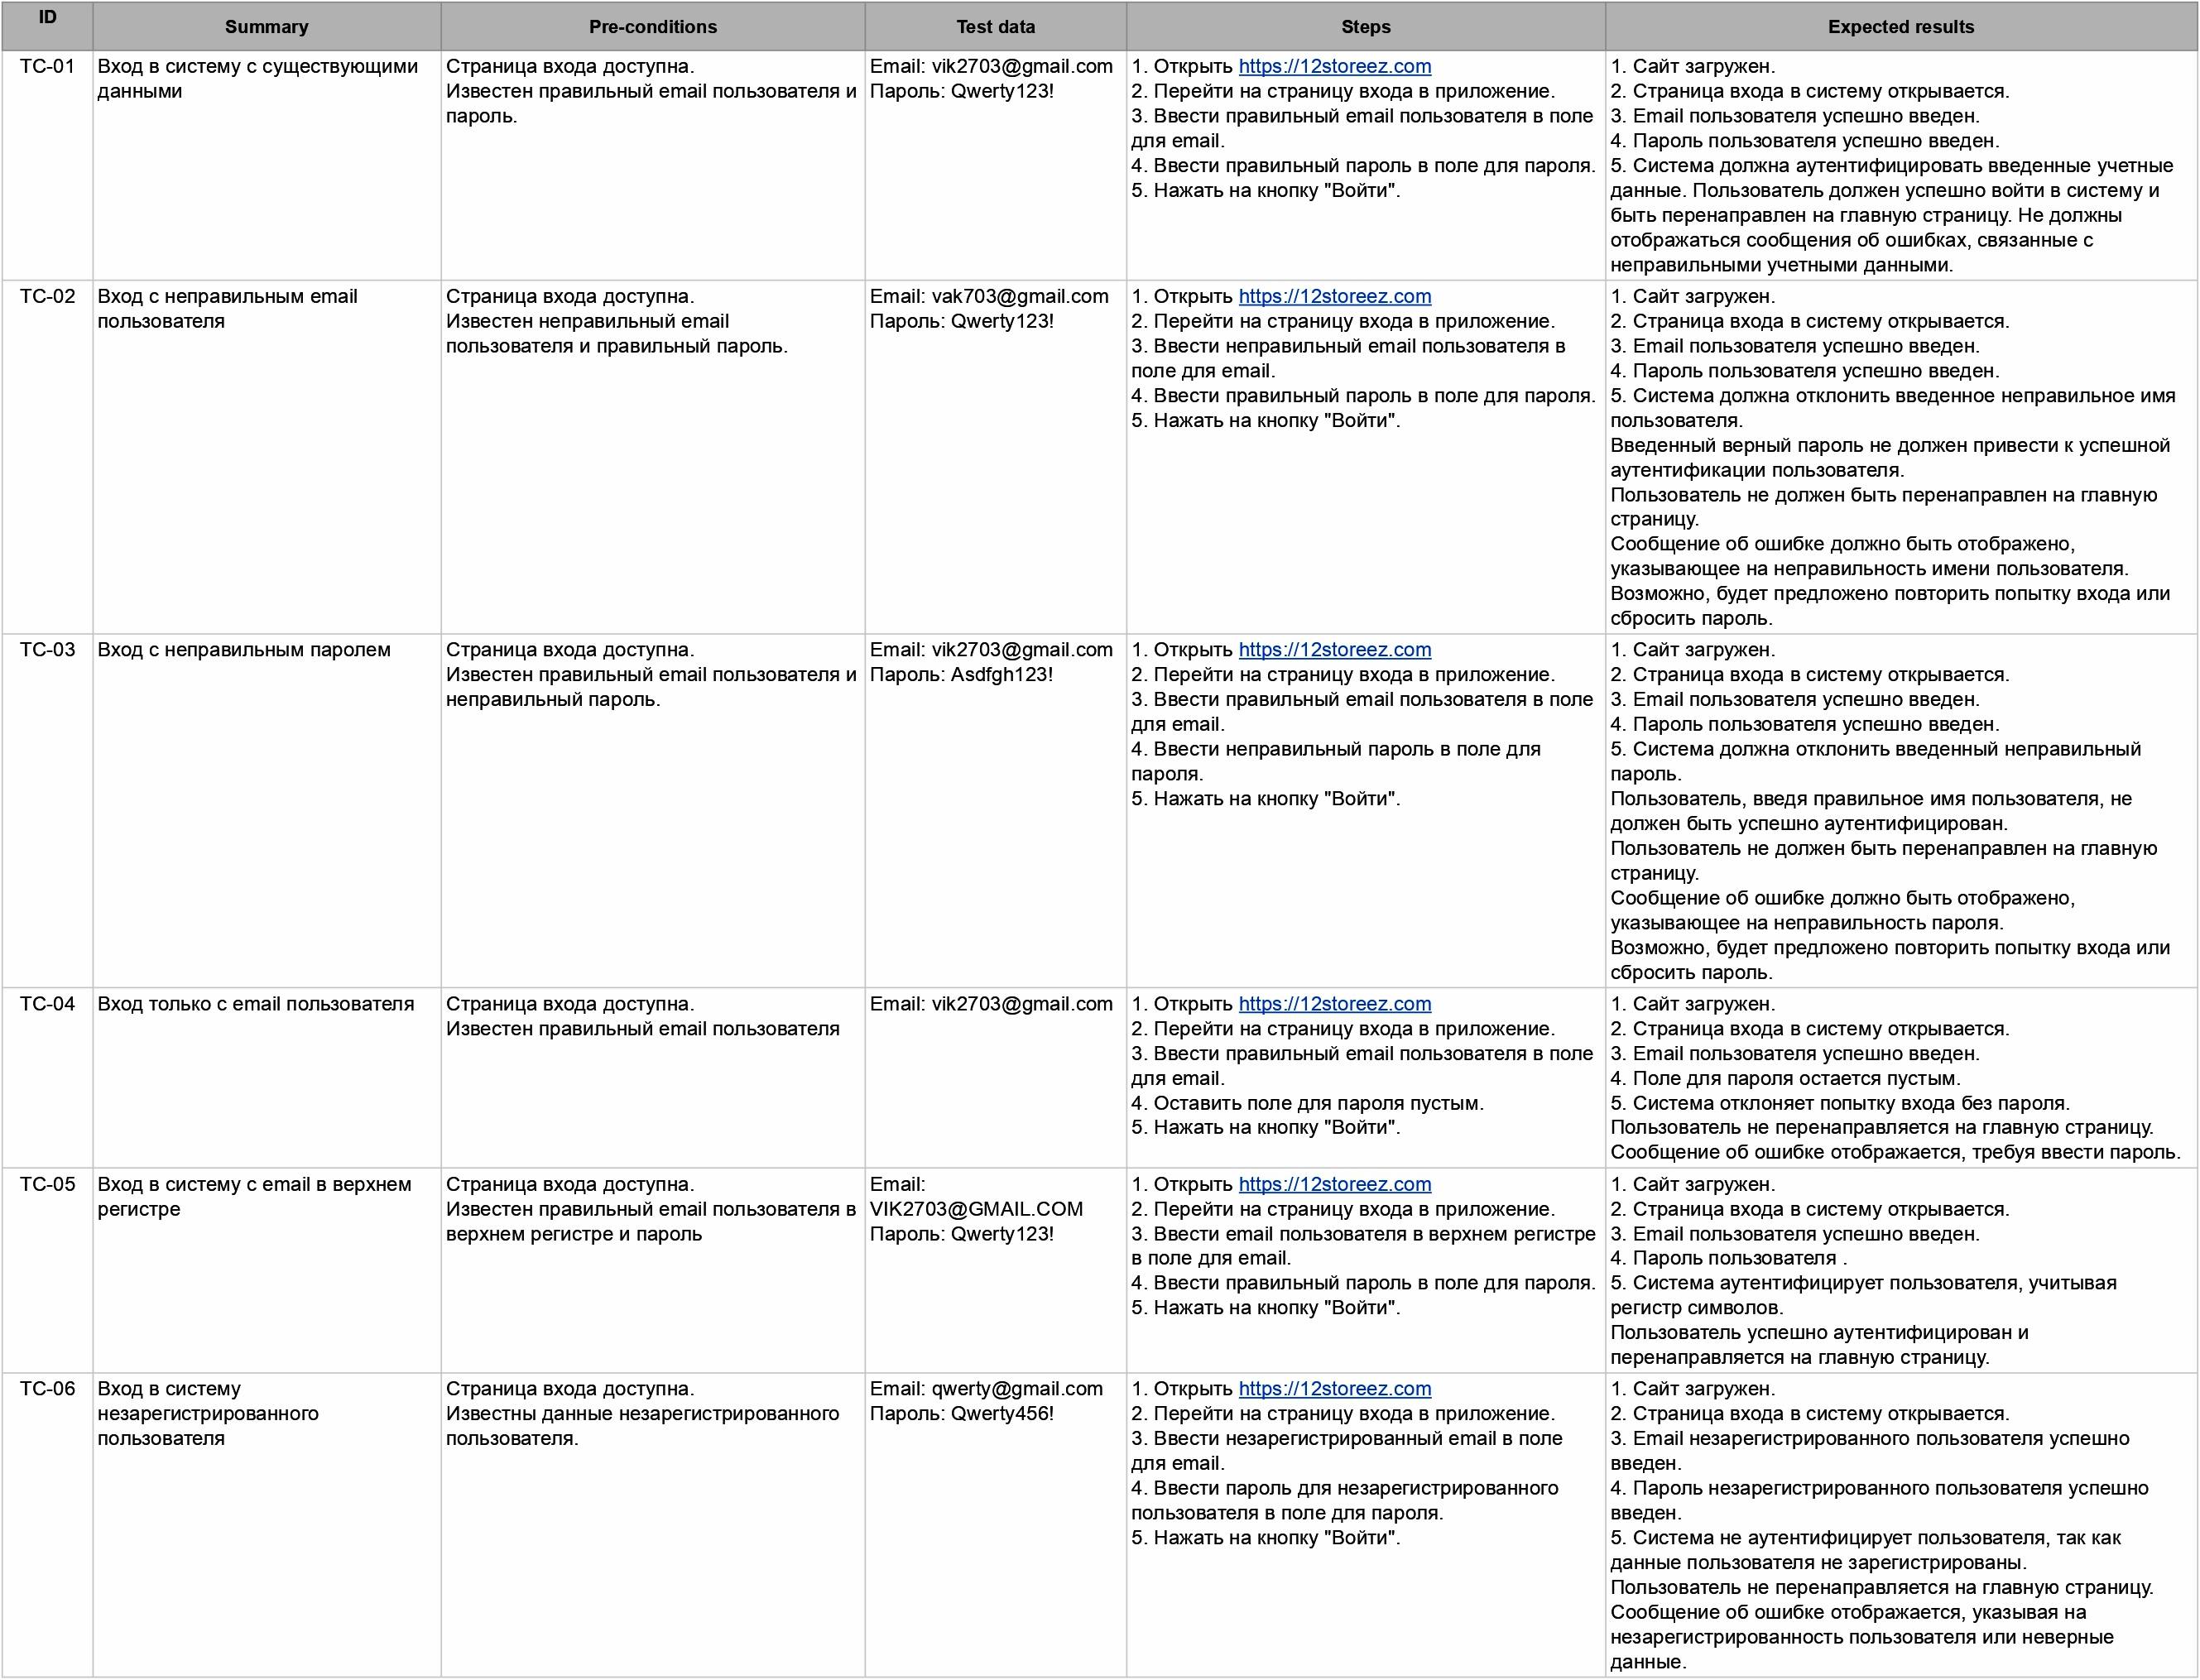 ID
Summary
Pre-conditions
Test data
Steps
Expected results
TC-01
Вход в систему с существующими
данными
Страница входа доступна.
Известен правильный email пользователя и
пароль.
Email: vik2703@gmail.com
Пароль: Qwerty123!
1. Открыть https://12storeez.com
2. Перейти на страницу входа в приложение.
3. Ввести правильный email пользователя в поле
для email.
4. Ввести правильный пароль в поле для пароля.
5. Нажать на кнопку "Войти".
1. Сайт загружен.
2. Страница входа в систему открывается.
3. Email пользователя успешно введен.
4. Пароль пользователя успешно введен.
5. Система должна аутентифицировать введенные учетные
данные. Пользователь должен успешно войти в систему и
быть перенаправлен на главную страницу. Не должны
отображаться сообщения об ошибках, связанные с
неправильными учетными данными.
TC-02
Вход с неправильным email
пользователя
Страница входа доступна.
Известен неправильный email
пользователя и правильный пароль.
Email: vak703@gmail.com
Пароль: Qwerty123!
1. Открыть https://12storeez.com
2. Перейти на страницу входа в приложение.
3. Ввести неправильный email пользователя в
поле для email.
4. Ввести правильный пароль в поле для пароля.
5. Нажать на кнопку "Войти".
1. Сайт загружен.
2. Страница входа в систему открывается.
3. Email пользователя успешно введен.
4. Пароль пользователя успешно введен.
5. Система должна отклонить введенное неправильное имя
пользователя.
Введенный верный пароль не должен привести к успешной
аутентификации пользователя.
Пользователь не должен быть перенаправлен на главную
страницу.
Сообщение об ошибке должно быть отображено,
указывающее на неправильность имени пользователя.
Возможно, будет предложено повторить попытку входа или
сбросить пароль.
TC-03
Вход с неправильным паролем
Страница входа доступна.
Известен правильный email пользователя и
неправильный пароль.
Email: vik2703@gmail.com
Пароль: Asdfgh123!
1. Открыть https://12storeez.com
2. Перейти на страницу входа в приложение.
3. Ввести правильный email пользователя в поле
для email.
4. Ввести неправильный пароль в поле для
пароля.
5. Нажать на кнопку "Войти".
1. Сайт загружен.
2. Страница входа в систему открывается.
3. Email пользователя успешно введен.
4. Пароль пользователя успешно введен.
5. Система должна отклонить введенный неправильный
пароль.
Пользователь, введя правильное имя пользователя, не
должен быть успешно аутентифицирован.
Пользователь не должен быть перенаправлен на главную
страницу.
Сообщение об ошибке должно быть отображено,
указывающее на неправильность пароля.
Возможно, будет предложено повторить попытку входа или
сбросить пароль.
TC-04
Вход только с email пользователя
Страница входа доступна.
Известен правильный email пользователя
Email: vik2703@gmail.com
1. Открыть https://12storeez.com
2. Перейти на страницу входа в приложение.
3. Ввести правильный email пользователя в поле
для email.
4. Оставить поле для пароля пустым.
5. Нажать на кнопку "Войти".
1. Сайт загружен.
2. Страница входа в систему открывается.
3. Email пользователя успешно введен.
4. Поле для пароля остается пустым.
5. Система отклоняет попытку входа без пароля.
Пользователь не перенаправляется на главную страницу.
Сообщение об ошибке отображается, требуя ввести пароль.
TC-05
Вход в систему с email в верхнем
регистре
Страница входа доступна.
Известен правильный email пользователя в
верхнем регистре и пароль
Email:
VIK2703@GMAIL.COM
Пароль: Qwerty123!
1. Открыть https://12storeez.com
2. Перейти на страницу входа в приложение.
3. Ввести email пользователя в верхнем регистре
в поле для email.
4. Ввести правильный пароль в поле для пароля.
5. Нажать на кнопку "Войти".
1. Сайт загружен.
2. Страница входа в систему открывается.
3. Email пользователя успешно введен.
4. Пароль пользователя .
5. Система аутентифицирует пользователя, учитывая
регистр символов.
Пользователь успешно аутентифицирован и
перенаправляется на главную страницу.
TC-06
Вход в систему
незарегистрированного
пользователя
Страница входа доступна.
Известны данные незарегистрированного
пользователя.
Email: qwerty@gmail.com
Пароль: Qwerty456!
1. Открыть https://12storeez.com
2. Перейти на страницу входа в приложение.
3. Ввести незарегистрированный email в поле
для email.
4. Ввести пароль для незарегистрированного
пользователя в поле для пароля.
5. Нажать на кнопку "Войти".
1. Сайт загружен.
2. Страница входа в систему открывается.
3. Email незарегистрированного пользователя успешно
введен.
4. Пароль незарегистрированного пользователя успешно
введен.
5. Система не аутентифицирует пользователя, так как
данные пользователя не зарегистрированы.
Пользователь не перенаправляется на главную страницу.
Сообщение об ошибке отображается, указывая на
незарегистрированность пользователя или неверные
данные.